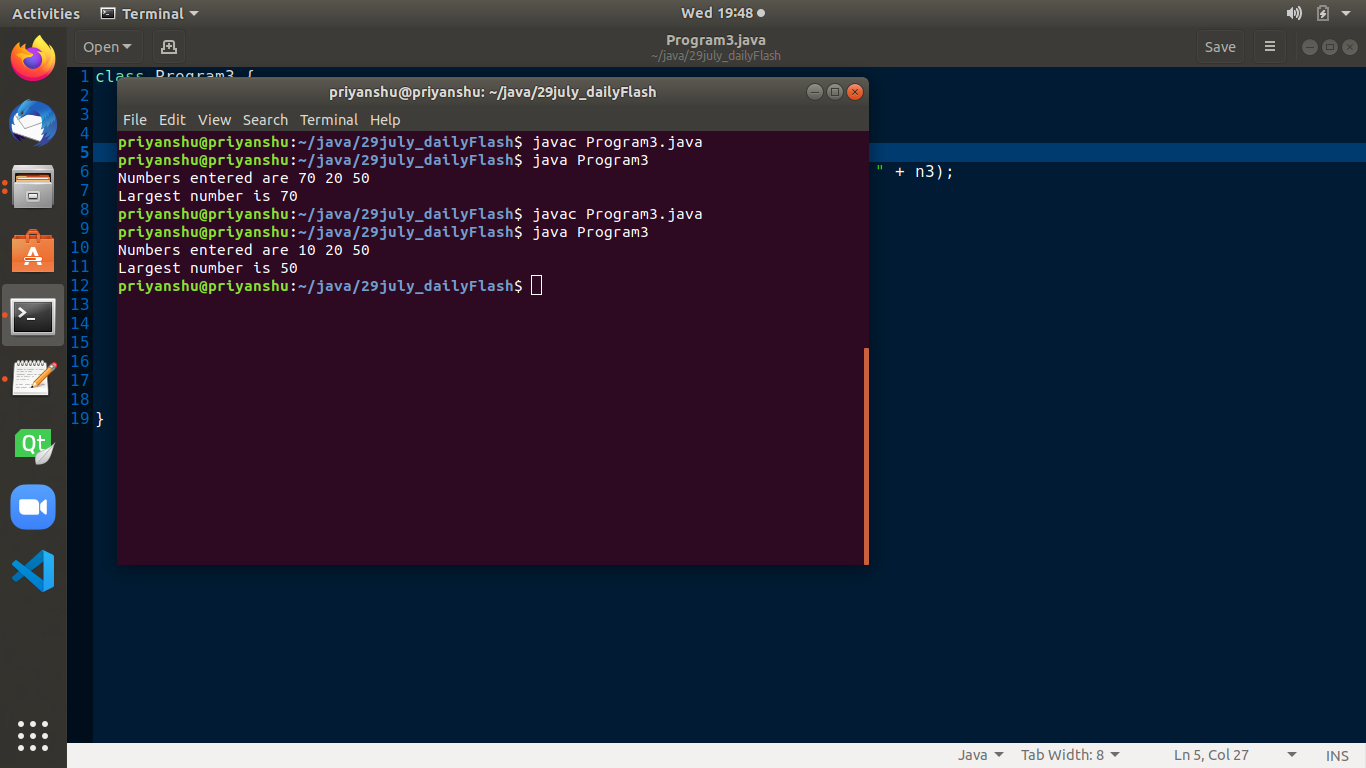 Activities Terminal Wed 19:48
Open Program3.java Save
~/java/29july_dailyFlash
1 class Program3 {
priyanshu@priyanshu: ~/java/29july_dailyFlash
2
3
File Edit View Search Terminal Help
4
priyanshu@priyanshu:~/java/29july_dailyFlash$ javac Program3.java
5
priyanshu@priyanshu:~/java/29july_dailyFlash$ java Program3
6 " + n3);
Numbers entered are 70 20 50
7
Largest number is 70
8
priyanshu@priyanshu:~/java/29july_dailyFlash$ javac Program3.java
9
priyanshu@priyanshu:~/java/29july_dailyFlash$ java Program3
10
Numbers entered are 10 20 50
11
Largest number is 50
12
priyanshu@priyanshu:~/java/29july_dailyFlash$
13
14
15
16
17
18
19 }
Qt
Java Tab Width: 8 Ln 5, Col 27 INS